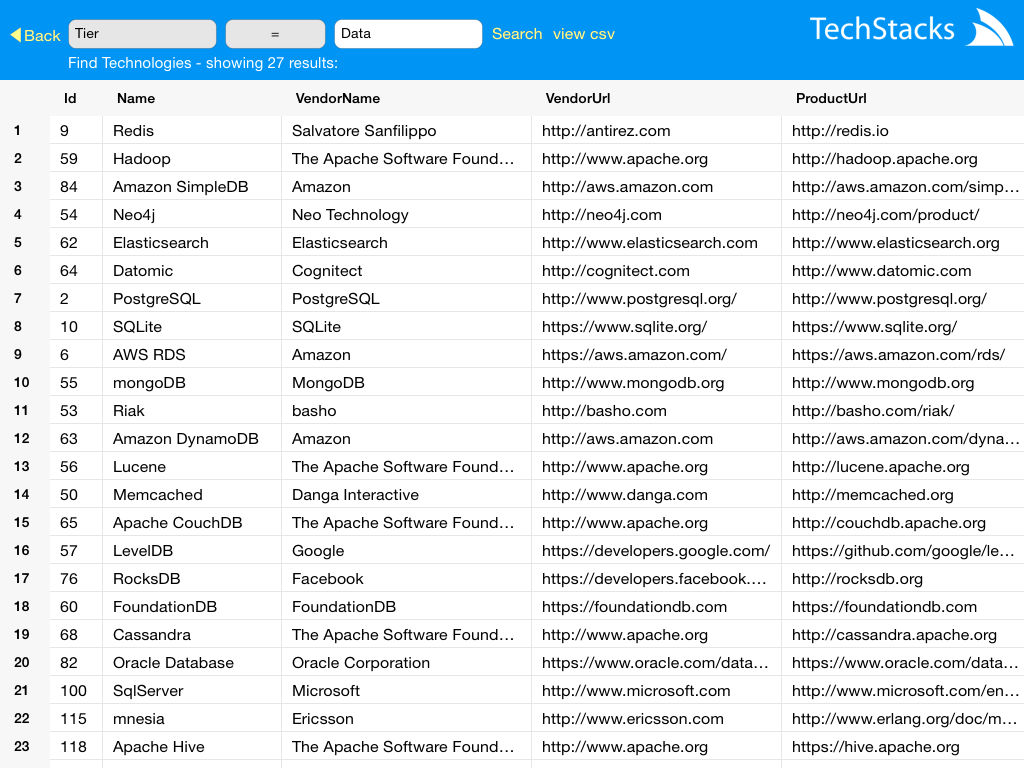 Back Tier = Data Search view csv TechStacks
Find Technologies - showing 27 results:
Id Name VendorName VendorUrl ProductUrl
1 9 Redis Salvatore Sanfilippo http://antirez.com http://redis.io
2 59 Hadoop The Apache Software Found… http://www.apache.org http://hadoop.apache.org
3 84 Amazon SimpleDB Amazon http://aws.amazon.com http://aws.amazon.com/simp…
4 54 Neo4j Neo Technology http://neo4j.com http://neo4j.com/product/
5 62 Elasticsearch Elasticsearch http://www.elasticsearch.com http://www.elasticsearch.org
6 64 Datomic Cognitect http://cognitect.com http://www.datomic.com
7 2 PostgreSQL PostgreSQL http://www.postgresql.org/ http://www.postgresql.org/
8 10 SQLite SQLite https://www.sqlite.org/ https://www.sqlite.org/
9 6 AWS RDS Amazon https://aws.amazon.com/ https://aws.amazon.com/rds/
10 55 mongoDB MongoDB http://www.mongodb.org http://www.mongodb.org
11 53 Riak basho http://basho.com http://basho.com/riak/
12 63 Amazon DynamoDB Amazon http://aws.amazon.com http://aws.amazon.com/dyna…
13 56 Lucene The Apache Software Found… http://www.apache.org http://lucene.apache.org
14 50 Memcached Danga Interactive http://www.danga.com http://memcached.org
15 65 Apache CouchDB The Apache Software Found… http://www.apache.org http://couchdb.apache.org
16 57 LevelDB Google https://developers.google.com/ https://github.com/google/le…
17 76 RocksDB Facebook https://developers.facebook.… http://rocksdb.org
18 60 FoundationDB FoundationDB https://foundationdb.com https://foundationdb.com
19 68 Cassandra The Apache Software Found… http://www.apache.org http://cassandra.apache.org
20 82 Oracle Database Oracle Corporation https://www.oracle.com/data… https://www.oracle.com/data…
21 100 SqlServer Microsoft http://www.microsoft.com http://www.microsoft.com/en…
22 115 mnesia Ericsson http://www.ericsson.com http://www.erlang.org/doc/m…
23 118 Apache Hive The Apache Software Found… http://www.apache.org https://hive.apache.org